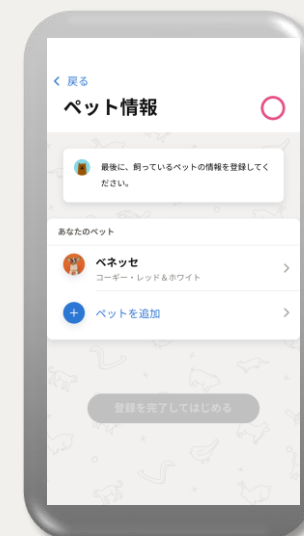 戻る
ペット情報
最後に、飼っているペットの情報を登録してく
ださい。
あなたのペット
ベネッセ
コーギー・レッド＆ホワイト
ペットを追加
登録を完了してはじめる